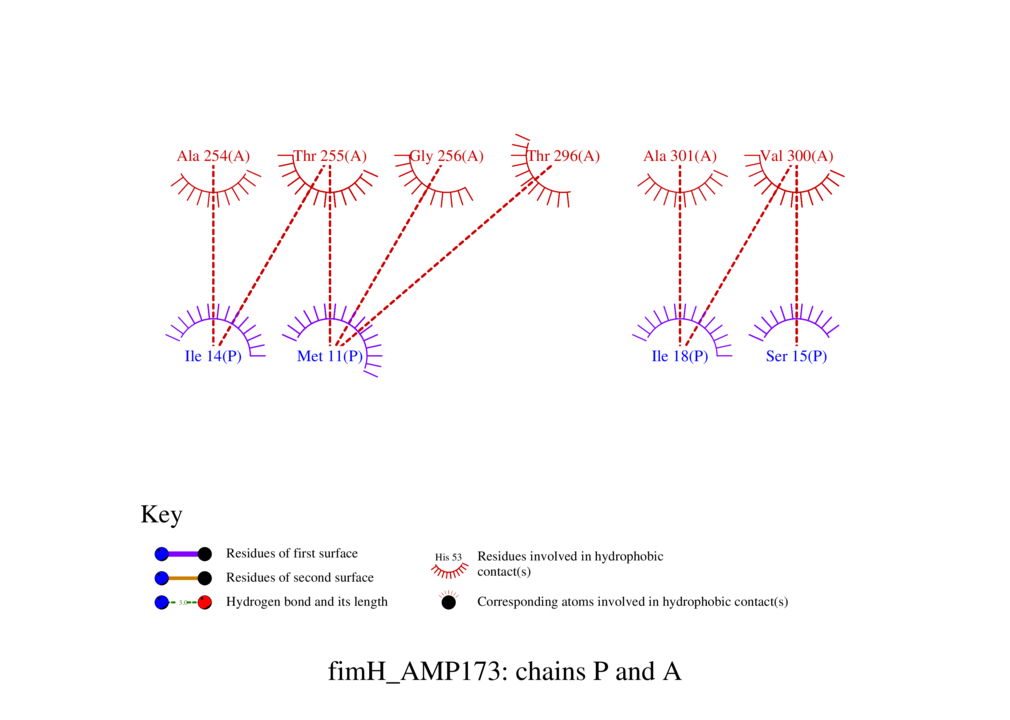 Ala 254(A) Thr 255(A) Gly 256(A) Thr 296(A) Ala 301(A) Val 300(A)
Ile 14(P) Met 11(P) Ile 18(P) Ser 15(P)
Key
Residues of first surface
Residues of second surface
3.0
Hydrogen bond and its length
His 53
Residues involved in hydrophobic
contact(s)
Corresponding atoms involved in hydrophobic contact(s)
fimH_AMP173: chains P and A